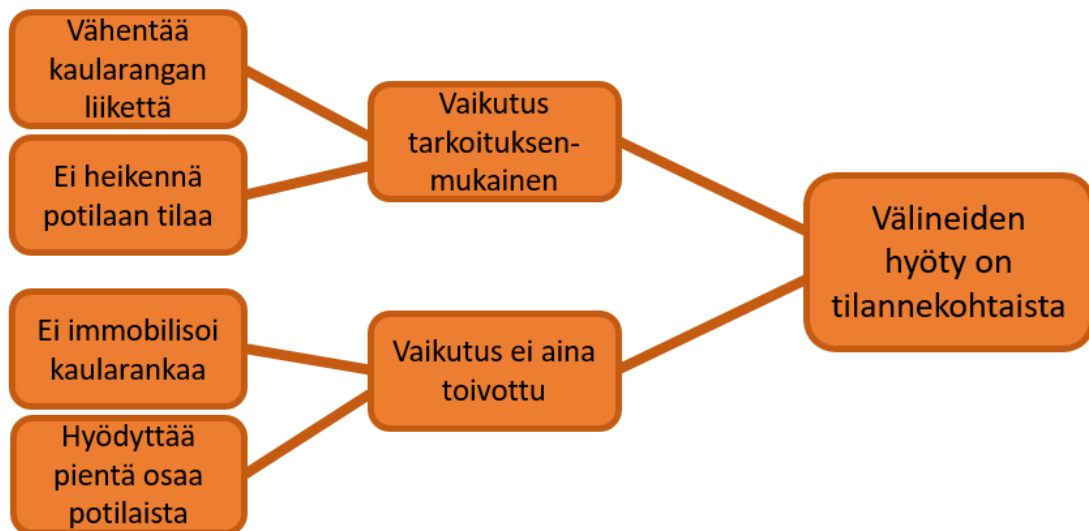 Vähentää
kaularangan
liikettä
Ei heikennä
potilaan tilaa
Vaikutus
tarkoituksen-
mukainen
Ei immobilisoi
kaularankaa
Hyödyttää
pientä osaa
potilaista
Vaikutus ei aina
toivottu
Välineiden
hyöty on
tilannekohtaista